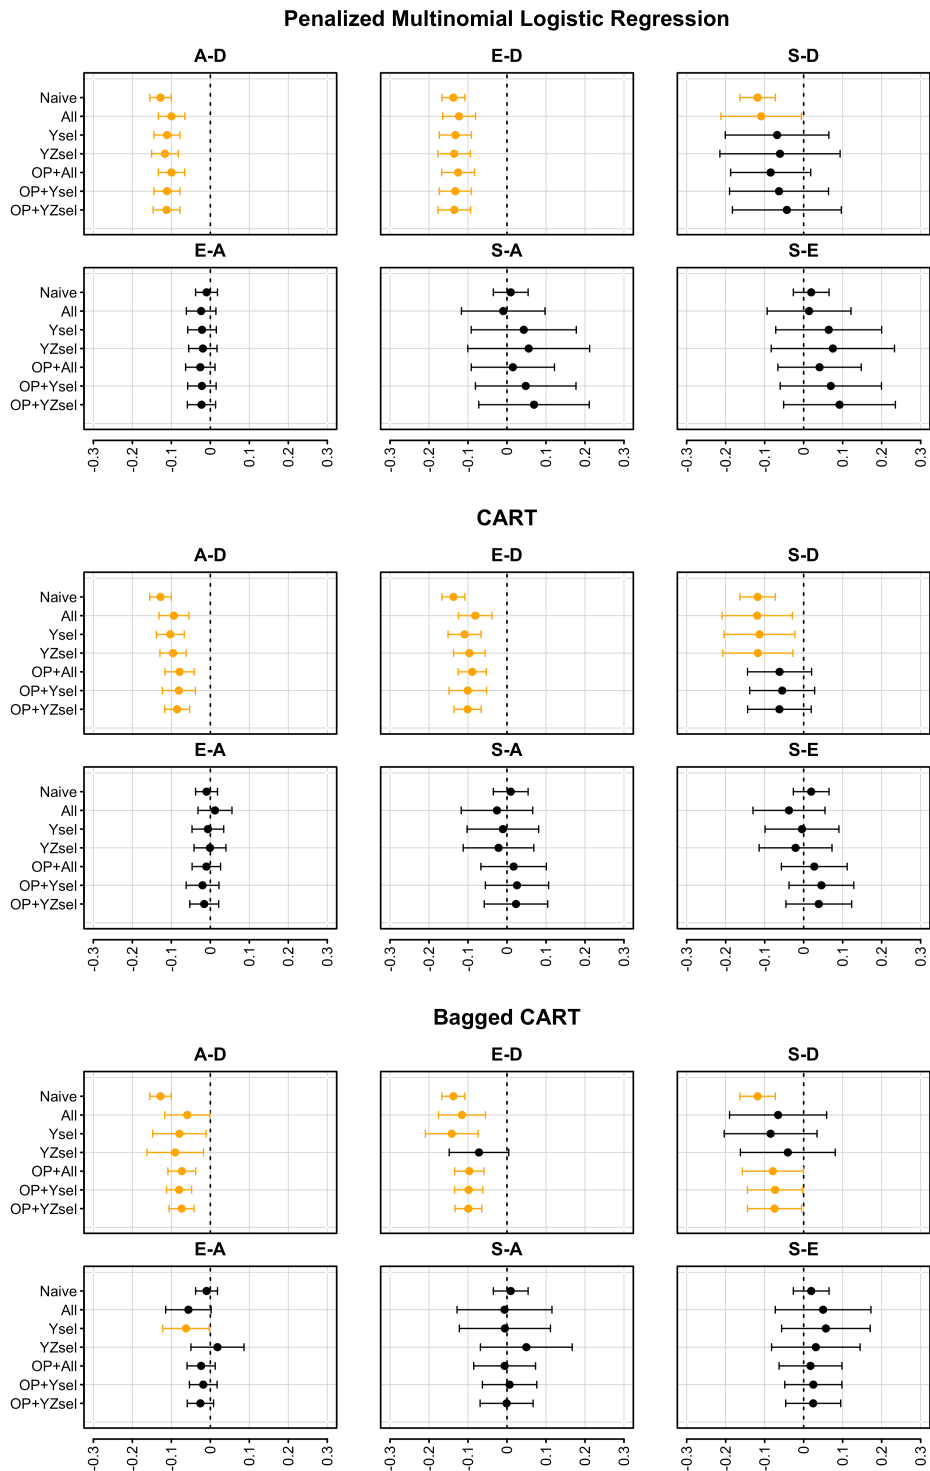 Penalized Multinomial Logistic Regression
A-D E-D S-D
Naive
All
Ysel
YZsel
OP+All
OP+Ysel
OP+YZsel
E-A S-A S-E
Naive
All
Ysel
YZsel
OP+All
OP+Ysel
OP+YZsel
-0.3 -0.2 -0.1 0 0.1 0.2 0.3 -0.3 -0.2 -0.1 0 0.1 0.2 0.3 -0.3 -0.2 -0.1 0 0.1 0.2 0.3
CART
A-D E-D S-D
Naive
All
Ysel
YZsel
OP+All
OP+Ysel
OP+YZsel
E-A S-A S-E
Naive
All
Ysel
YZsel
OP+All
OP+Ysel
OP+YZsel
-0.3 -0.2 -0.1 0 0.1 0.2 0.3 -0.3 -0.2 -0.1 0 0.1 0.2 0.3 -0.3 -0.2 -0.1 0 0.1 0.2 0.3
Bagged CART
A-D E-D S-D
Naive
All
Ysel
YZsel
OP+All
OP+Ysel
OP+YZsel
E-A S-A S-E
Naive
All
Ysel
YZsel
OP+All
OP+Ysel
OP+YZsel
-0.3 -0.2 -0.1 0 0.1 0.2 0.3 -0.3 -0.2 -0.1 0 0.1 0.2 0.3 -0.3 -0.2 -0.1 0 0.1 0.2 0.3